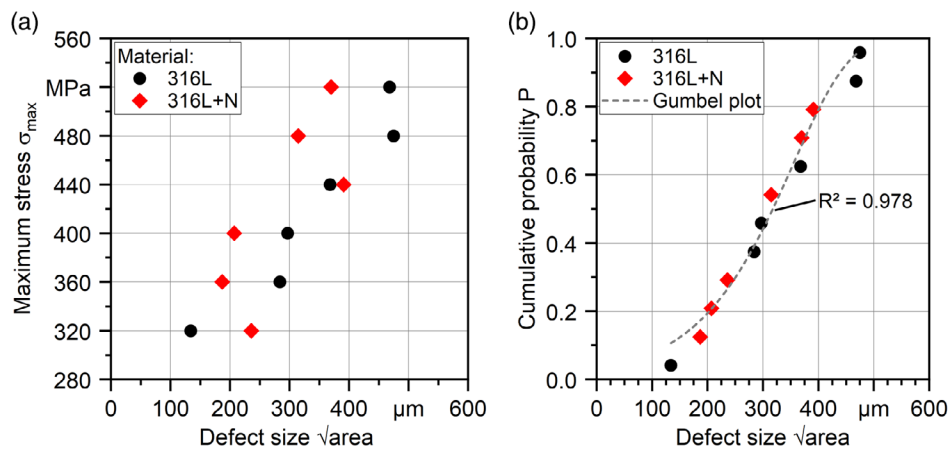 (a)
560
MPa
480
440
400
360
320
280
Maximum stress σmax
Material:
316L
316L+N
0
100
200
300
400
µm
600
Defect size √area
(b)
1.0
0.8
0.6
0.4
0.2
0.0
Cumulative probability P
316L
316L+N
Gumbel plot
R² = 0.978
0
100
200
300
400
µm
600
Defect size √area